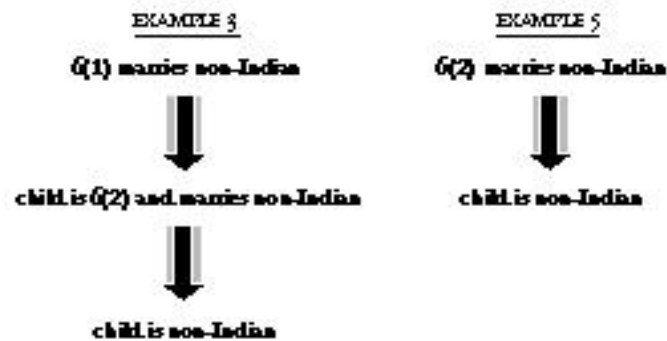 EXAMPLE 3
6(1) marries non-Indian
child is 6(2) and marries non-Indian
child is non-Indian
EXAMPLE 5
6(2) marries non-Indian
child is non-Indian